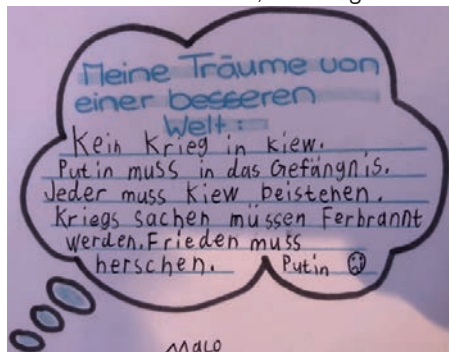 Meine Träume von
einer besseren
Welt:
Kein Krieg in kiew.
Putin muss in das Gefängnis.
Jeder muss Kiew beistehen.
Kriegs sachen müssen Ferbrannt
werden. Frieden muss
herschen. Putin
Malo